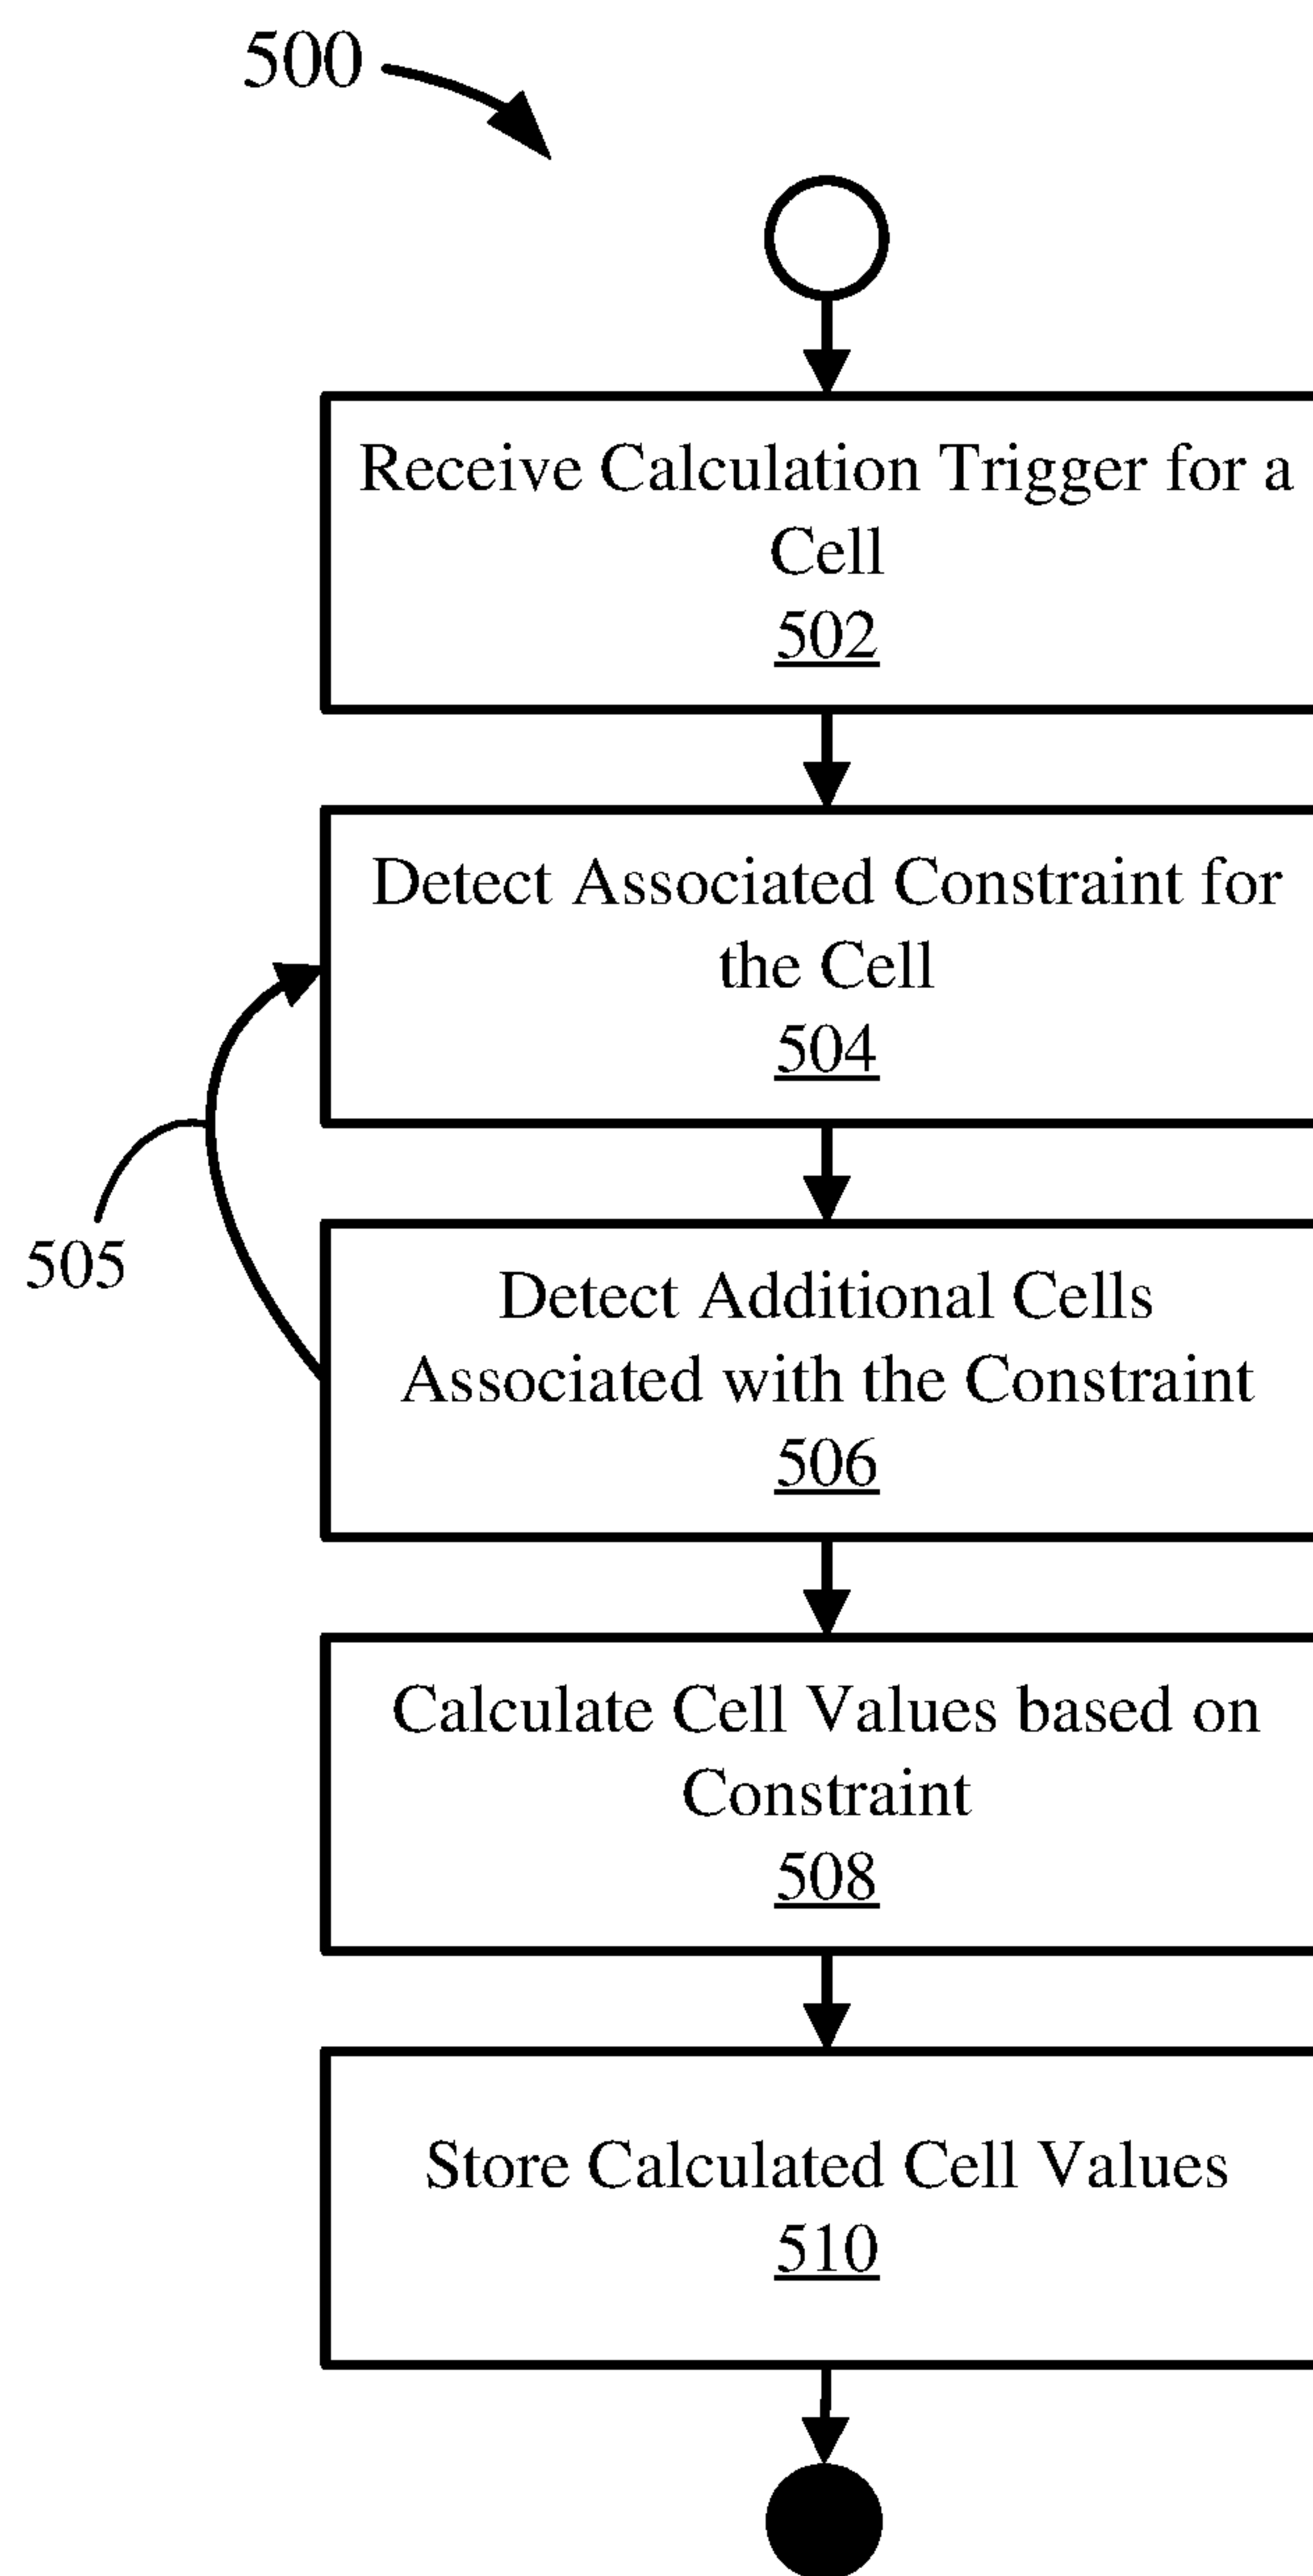 500
Receive Calculation Trigger for a
Cell
502
Detect Associated Constraint for
the Cell
504
505
Detect Additional Cells
Associated with the Constraint
506
Calculate Cell Values based on
Constraint
508
Store Calculated Cell Values
510